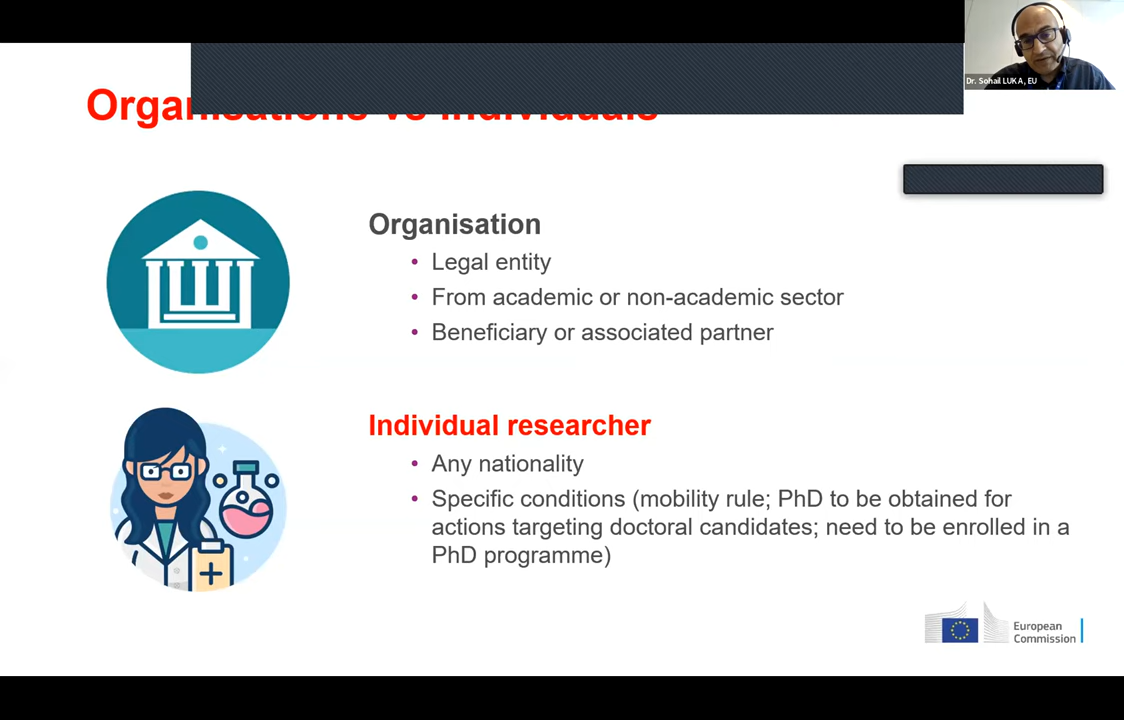 Dr. Sohail LUKA, EU
Organisations vs Individuals
Organisation
• Legal entity
• From academic or non-academic sector
• Beneficiary or associated partner
Individual researcher
• Any nationality
• Specific conditions (mobility rule; PhD to be obtained for
actions targeting doctoral candidates; need to be enrolled in a
PhD programme)
European
Commission